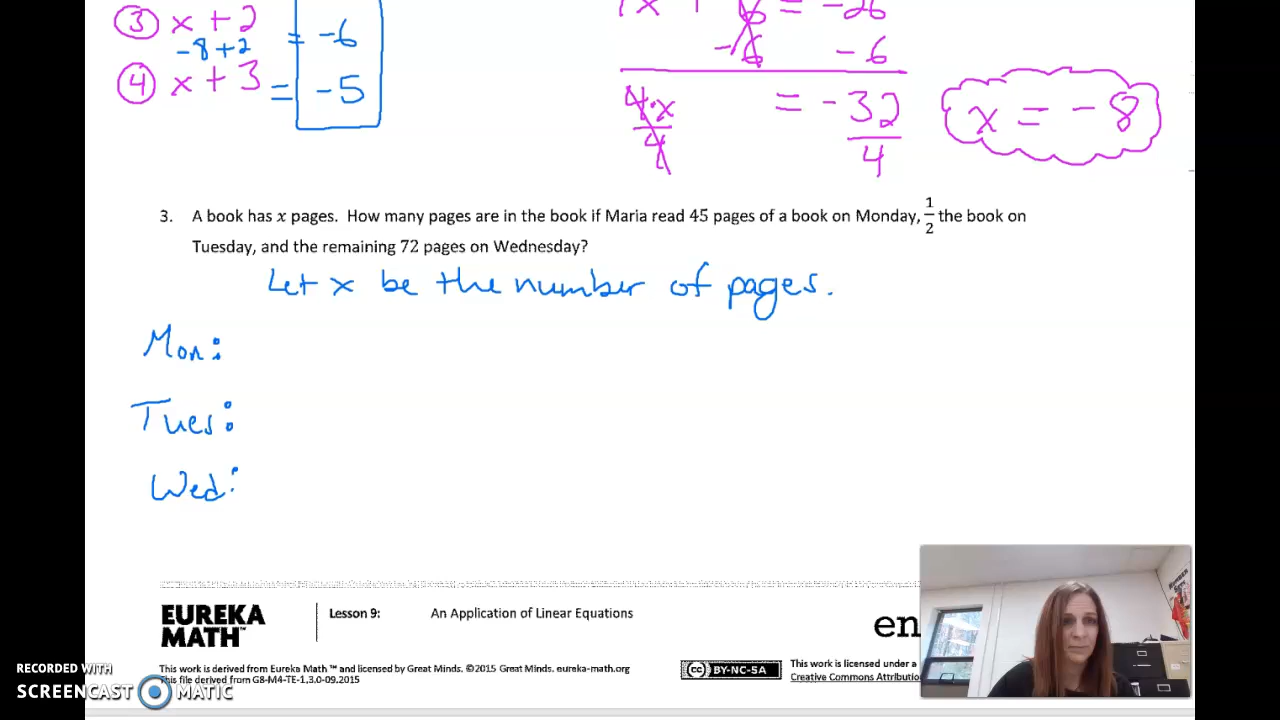 ③ x + 2 = -6
-8+2
④ x + 3 = -5
= -26
-6 -6
4·x = -32
4 4
x = -8
3. A book has x pages. How many pages are in the book if Maria read 45 pages of a book on Monday, 1/2 the book on
Tuesday, and the remaining 72 pages on Wednesday?
Let x be the number of pages.
Mon:
Tues:
Wed:
EUREKA MATH™
Lesson 9:
An Application of Linear Equations
en
This work is derived from Eureka Math ™ and licensed by Great Minds. ©2015 Great Minds. eureka-math.org
This file derived from G8-M4-TE-1.3.0-09.2015
(cc) BY-NC-SA
This work is licensed under a
Creative Commons Attributio
RECORDED WITH
SCREENCAST MATIC